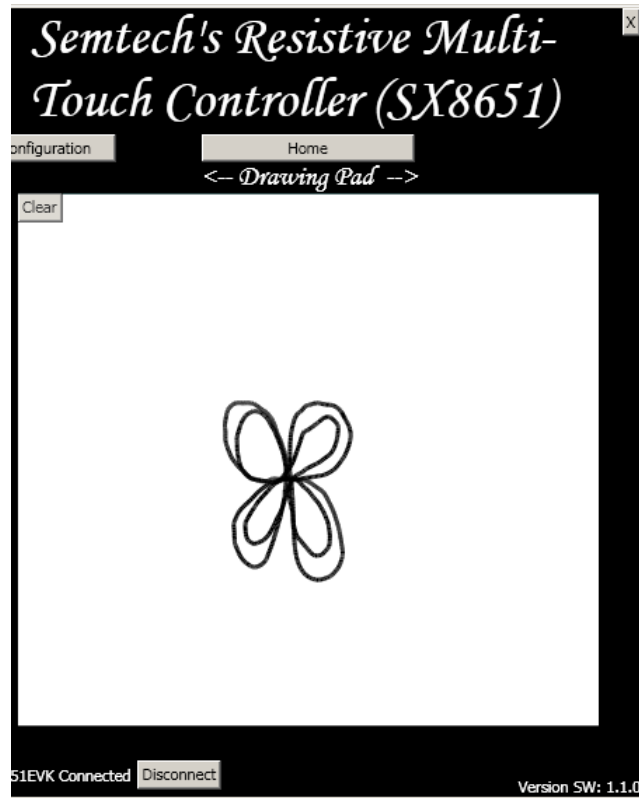 Semtech's Resistive Multi-
Touch Controller (SX8651)
X
onfiguration
Home
<-- Drawing Pad -->
Clear
51EVK Connected
Disconnect
Version SW: 1.1.0